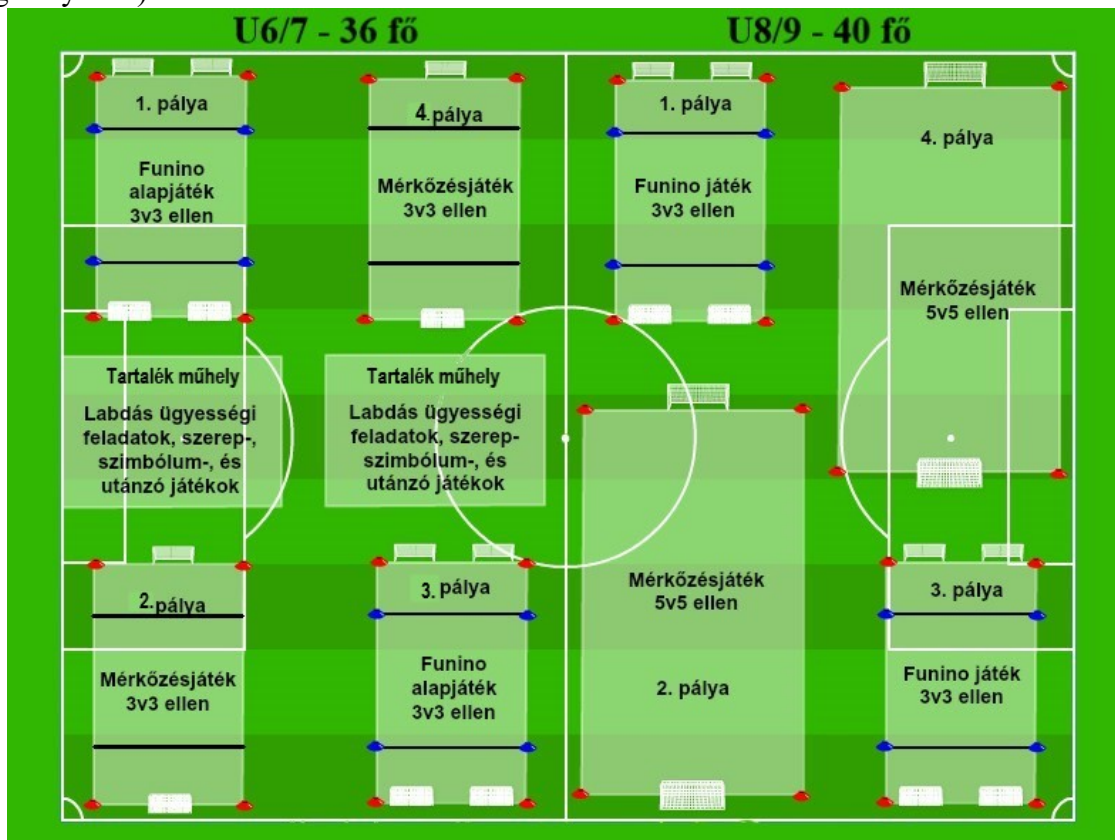 U6/7 - 36 fő
U8/9 - 40 fő
1. pálya
Funino
alapjáték
3v3 ellen
4. pálya
Mérkőzésjáték
3v3 ellen
1. pálya
Funino játék
3v3 ellen
4. pálya
Mérkőzésjáték
5v5 ellen
Tartalék műhely
Labdás ügyességi
feladatok, szerep-,
szimbólum-, és
utánzó játékok
Tartalék műhely
Labdás ügyességi
feladatok, szerep-
szimbólum-, és
utánzó játékok
2. pálya
Mérkőzésjáték
3v3 ellen
3. pálya
Funino
alapjáték
3v3 ellen
Mérkőzésjáték
5v5 ellen
2. pálya
3. pálya
Funino játék
3v3 ellen